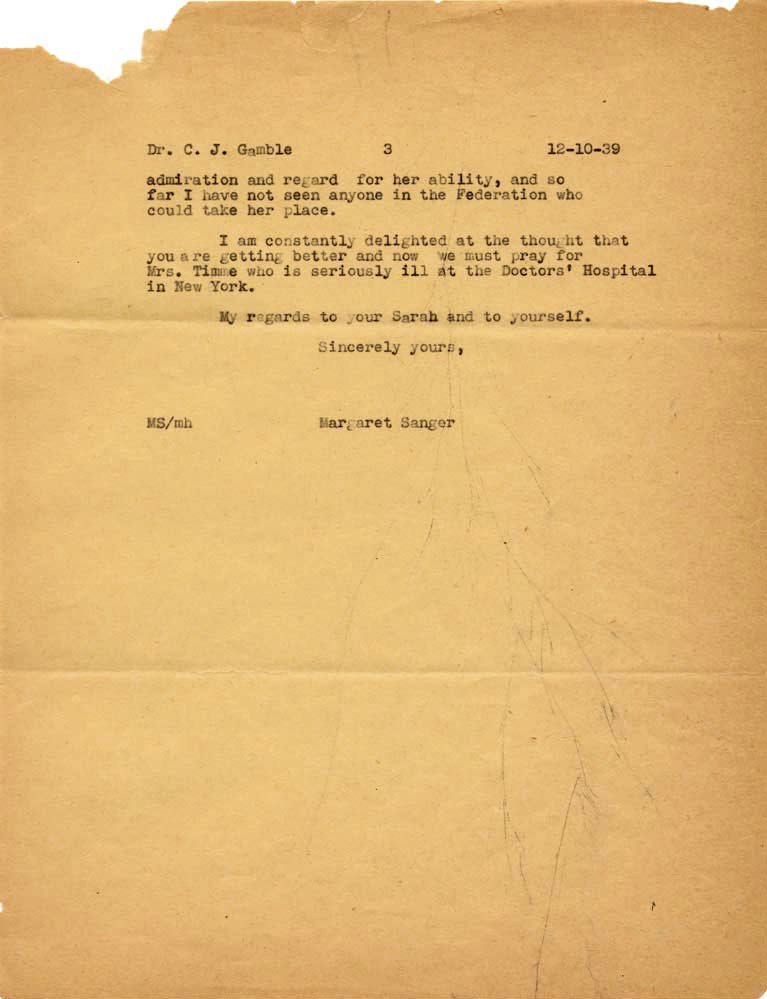 Dr. C. J. Gamble 3 12-10-39
admiration and regard for her ability, and so
far I have not seen anyone in the Federation who
could take her place.
I am constantly delighted at the thought that
you are getting better and now we must pray for
Mrs. Timme who is seriously ill at the Doctors' Hospital
in New York.
My regards to your Sarah and to yourself.
Sincerely yours,
MS/mh Margaret Sanger